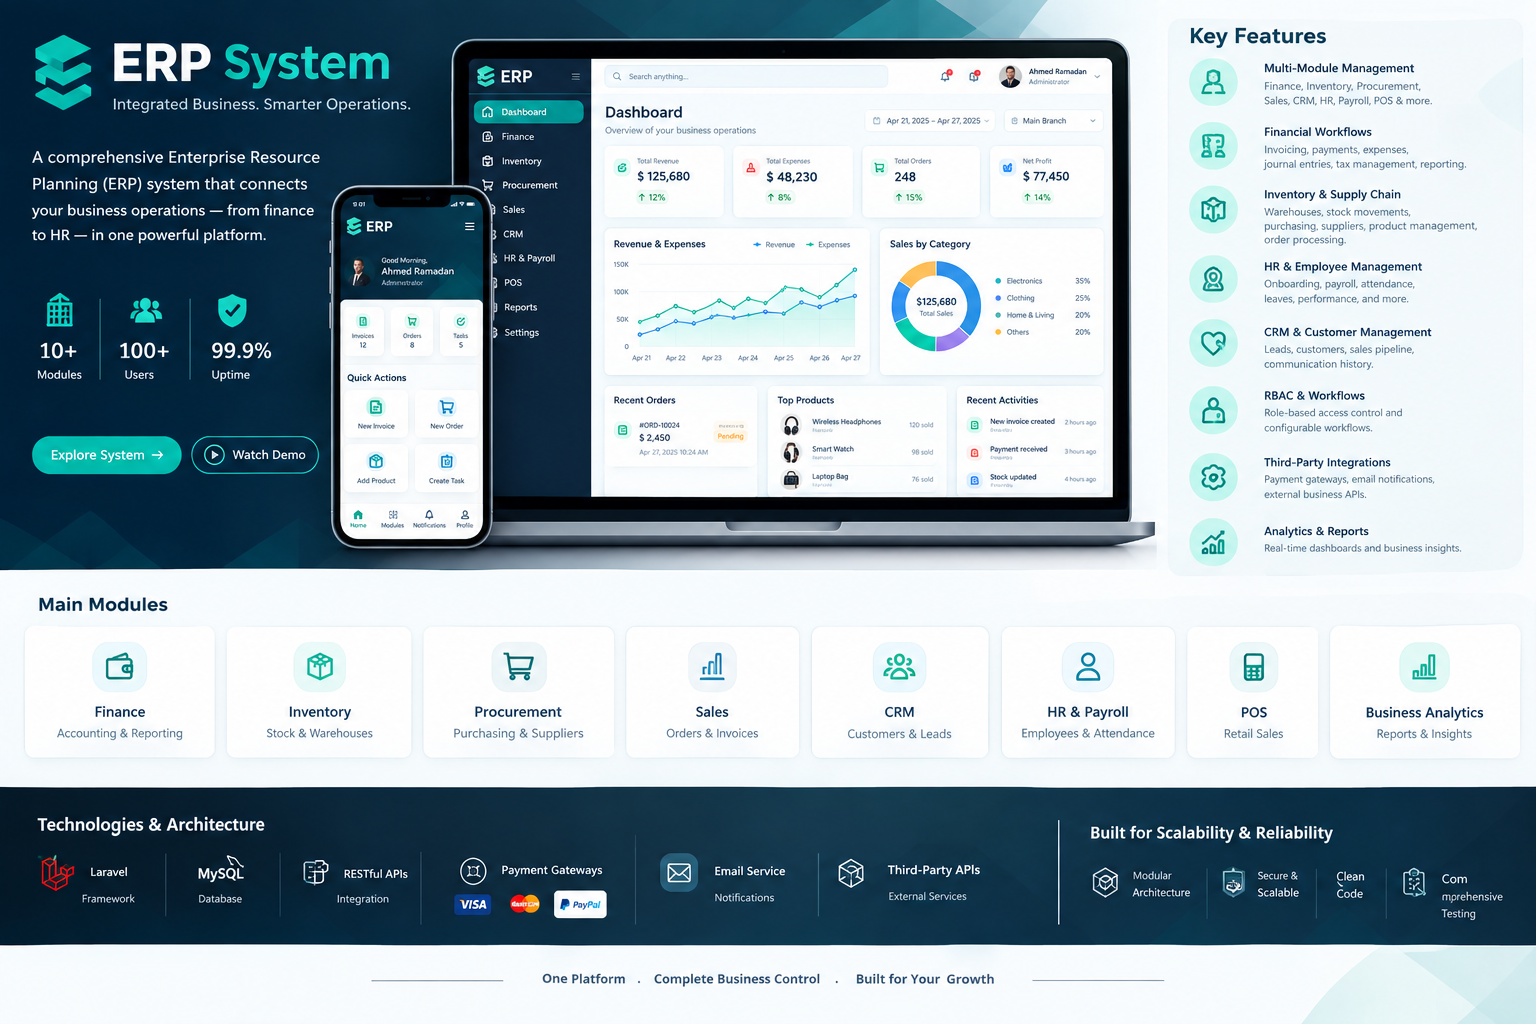 ERP System
Integrated Business. Smarter Operations.
A comprehensive Enterprise Resource
Planning (ERP) system that connects
your business operations — from finance
to HR — in one powerful platform.
10+
Modules
100+
Users
99.9%
Uptime
Explore System →
Watch Demo
ERP
Good Morning,
Ahmed Ramadan
Administrator
Invoices
12
Orders
8
Tasks
5
Quick Actions
New Invoice
New Order
Add Product
Create Task
Home
Modules
Notifications
Profile
ERP
Dashboard
Finance
Inventory
Procurement
Sales
CRM
HR & Payroll
POS
Reports
Settings
Search anything...
Ahmed Ramadan
Administrator
Dashboard
Overview of your business operations
Apr 21, 2025 – Apr 27, 2025
Main Branch
Total Revenue
$ 125,680
↑ 12%
Total Expenses
$ 48,230
↑ 8%
Total Orders
248
↑ 15%
Net Profit
$ 77,450
↑ 14%
Revenue & Expenses
Revenue
Expenses
150K
100K
50K
0
Apr 21 Apr 22 Apr 23 Apr 24 Apr 25 Apr 26 Apr 27
Sales by Category
$125,680
Total Sales
Electronics 35%
Clothing 25%
Home & Living 20%
Others 20%
Recent Orders
#ORD-10024
$ 2,450
Pending
Apr 27, 2025 10:24 AM
Top Products
Wireless Headphones 120 sold
Smart Watch 98 sold
Laptop Bag 76 sold
Recent Activities
New invoice created 2 hours ago
Payment received 3 hours ago
Stock updated 4 hours ago
Key Features
Multi-Module Management
Finance, Inventory, Procurement,
Sales, CRM, HR, Payroll, POS & more.
Financial Workflows
Invoicing, payments, expenses,
journal entries, tax management, reporting.
Inventory & Supply Chain
Warehouses, stock movements,
purchasing, suppliers, product management,
order processing.
HR & Employee Management
Onboarding, payroll, attendance,
leaves, performance, and more.
CRM & Customer Management
Leads, customers, sales pipeline,
communication history.
RBAC & Workflows
Role-based access control and
configurable workflows.
Third-Party Integrations
Payment gateways, email notifications,
external business APIs.
Analytics & Reports
Real-time dashboards and business insights.
Main Modules
Finance
Accounting & Reporting
Inventory
Stock & Warehouses
Procurement
Purchasing & Suppliers
Sales
Orders & Invoices
CRM
Customers & Leads
HR & Payroll
Employees & Attendance
POS
Retail Sales
Business Analytics
Reports & Insights
Technologies & Architecture
Laravel
Framework
MySQL
Database
RESTful APIs
Integration
Payment Gateways
VISA
PayPal
Email Service
Notifications
Third-Party APIs
External Services
Built for Scalability & Reliability
Modular
Architecture
Secure &
Scalable
Clean
Code
Com
mprehensive
Testing
One Platform . Complete Business Control . Built for Your Growth